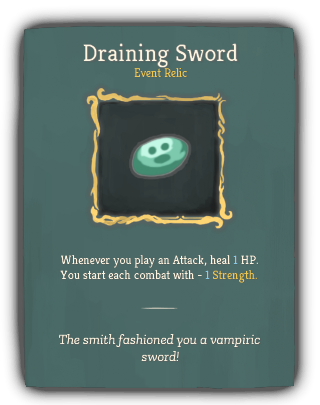 Draining Sword
Event Relic
Whenever you play an Attack, heal 1 HP.
You start each combat with - 1 Strength.
The smith fashioned you a vampiric
sword!